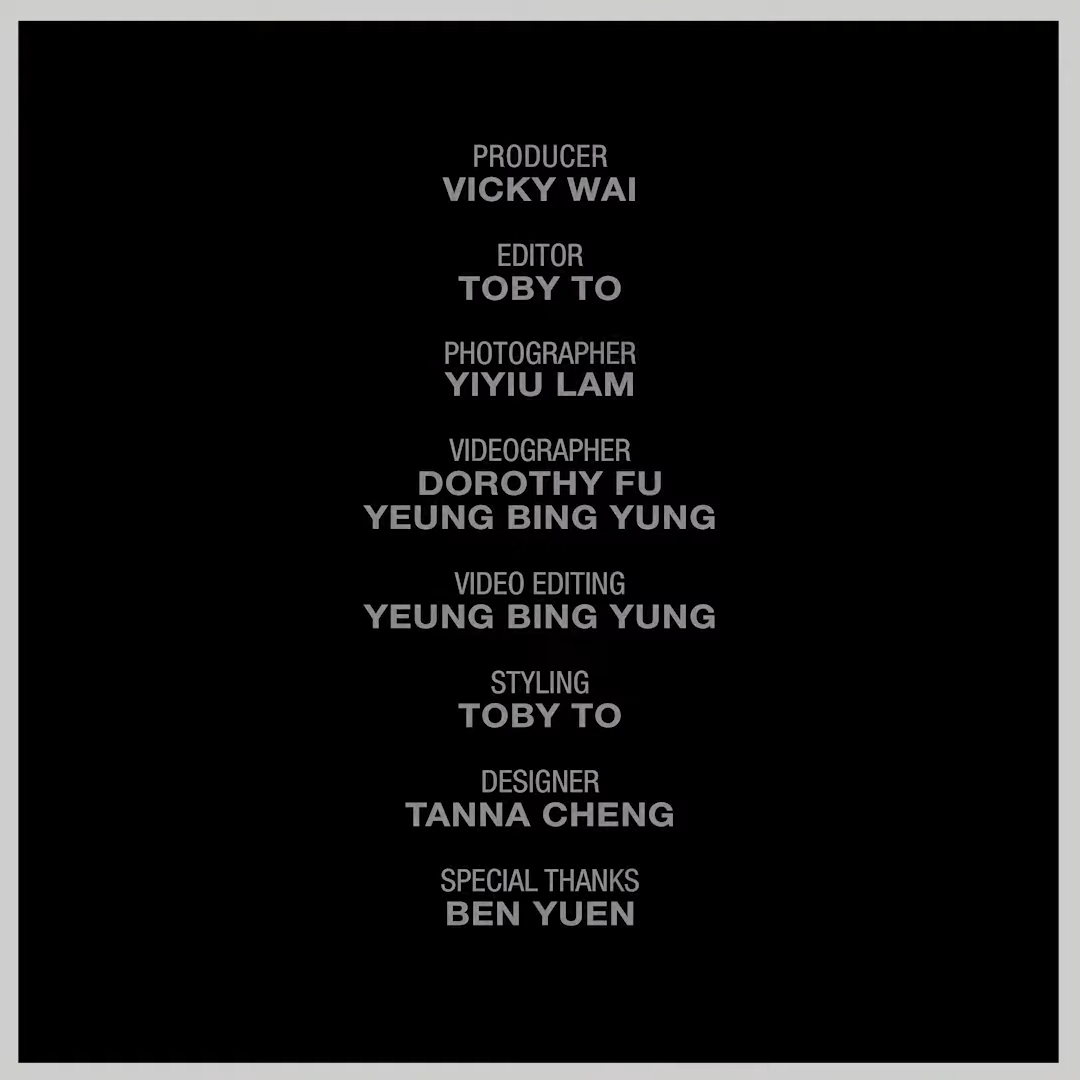 PRODUCER
VICKY WAI
EDITOR
TOBY TO
PHOTOGRAPHER
YIYIU LAM
VIDEOGRAPHER
DOROTHY FU
YEUNG BING YUNG
VIDEO EDITING
YEUNG BING YUNG
STYLING
TOBY TO
DESIGNER
TANNA CHENG
SPECIAL THANKS
BEN YUEN